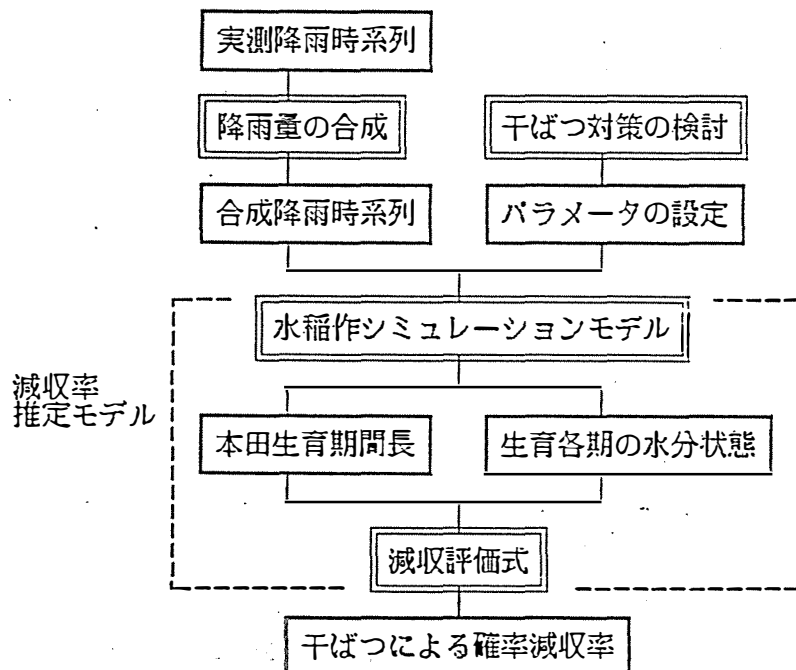 実測降雨時系列
降雨量の合成
干ばつ対策の検討
合成降雨時系列
パラメータの設定
水稲作シミュレーションモデル
減収率
推定モデル
本田生育期間長
生育各期の水分状態
減収評価式
干ばつによる確率減収率